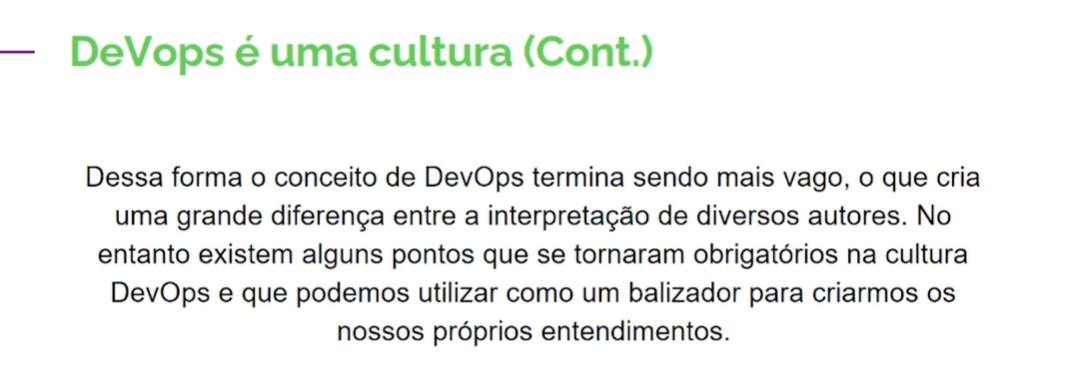 DeVops é uma cultura (Cont.)
Dessa forma o conceito de DevOps termina sendo mais vago, o que cria
uma grande diferença entre a interpretação de diversos autores. No
entanto existem alguns pontos que se tornaram obrigatórios na cultura
DevOps e que podemos utilizar como um balizador para criarmos os
nossos próprios entendimentos.